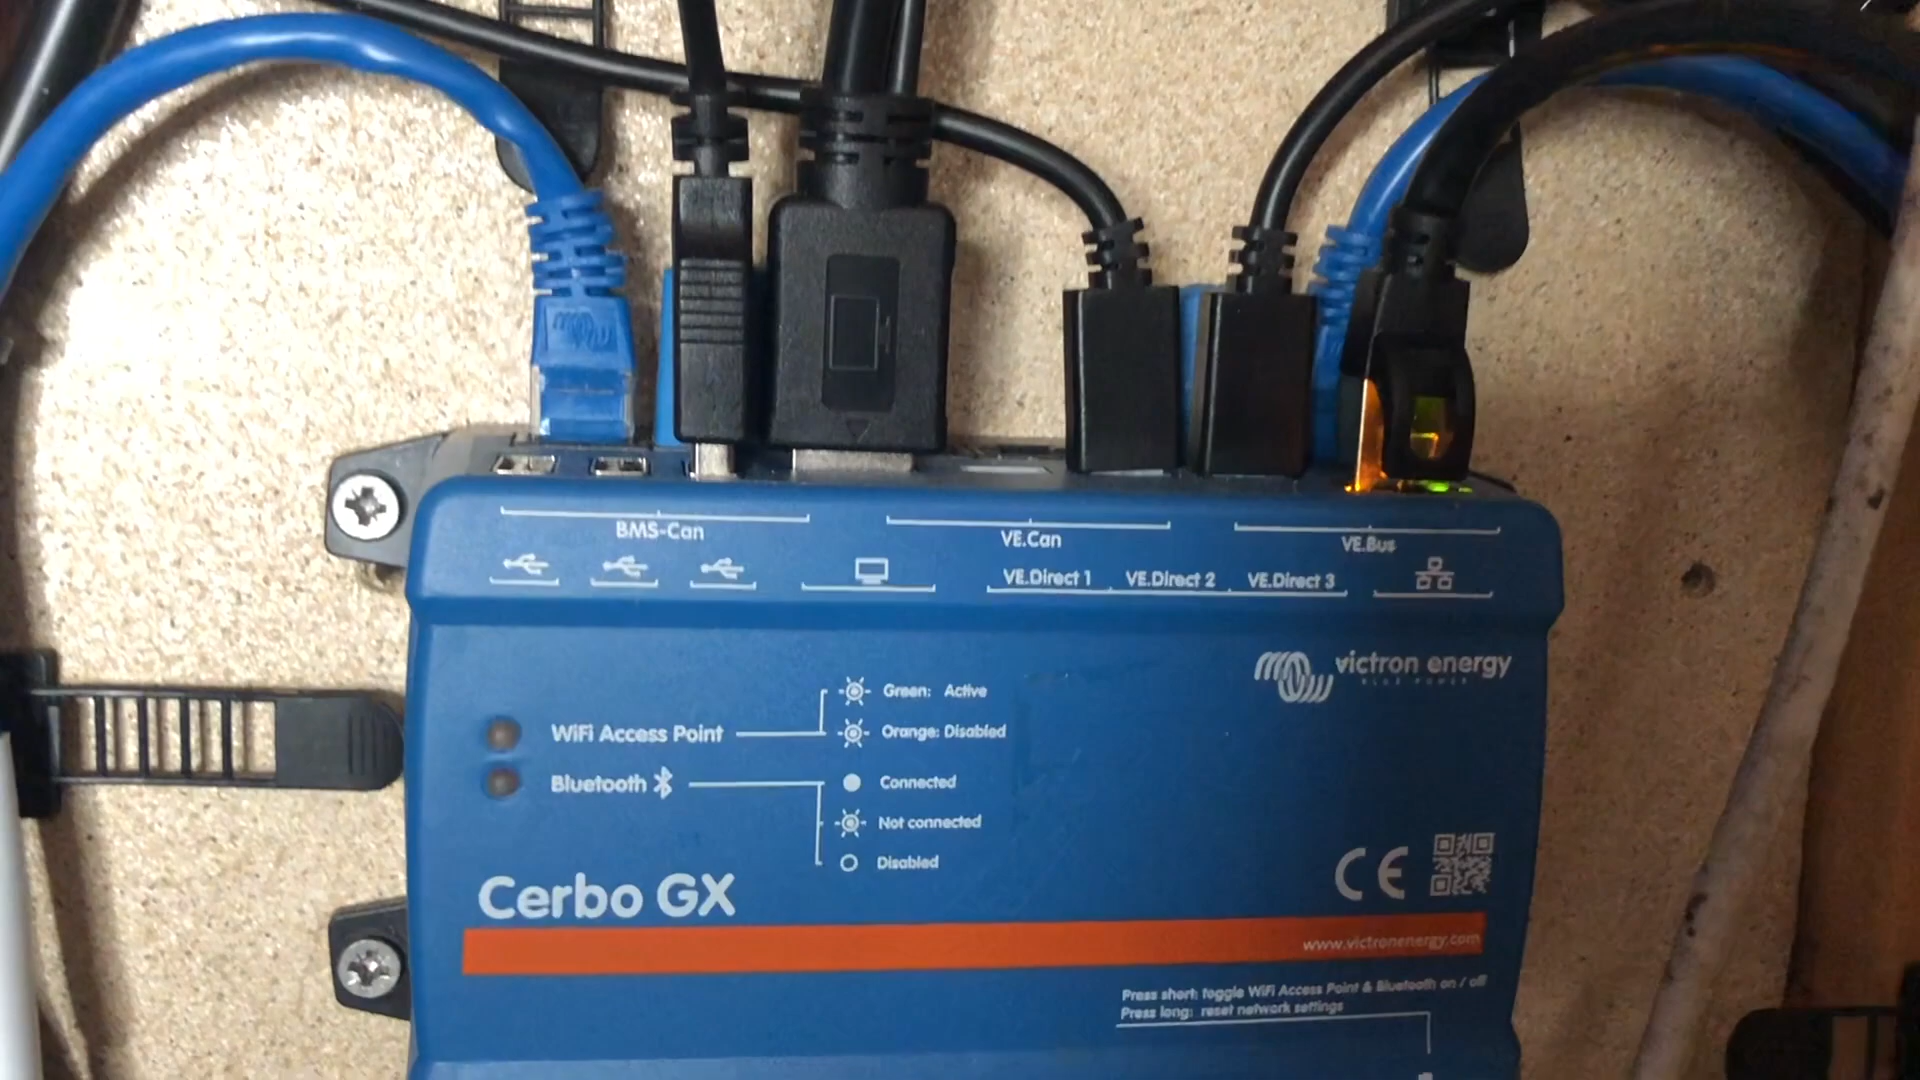 BMS-Can
VE.Can
VE.Bus
VE.Direct 1
VE.Direct 2
VE.Direct 3
victron energy
BLUE POWER
Green: Active
WiFi Access Point
Orange: Disabled
Bluetooth
Connected
Not connected
Disabled
CE
Cerbo GX
www.victronenergy.com
Press short: toggle WiFi Access Point & Bluetooth on / off
Press long: reset network settings